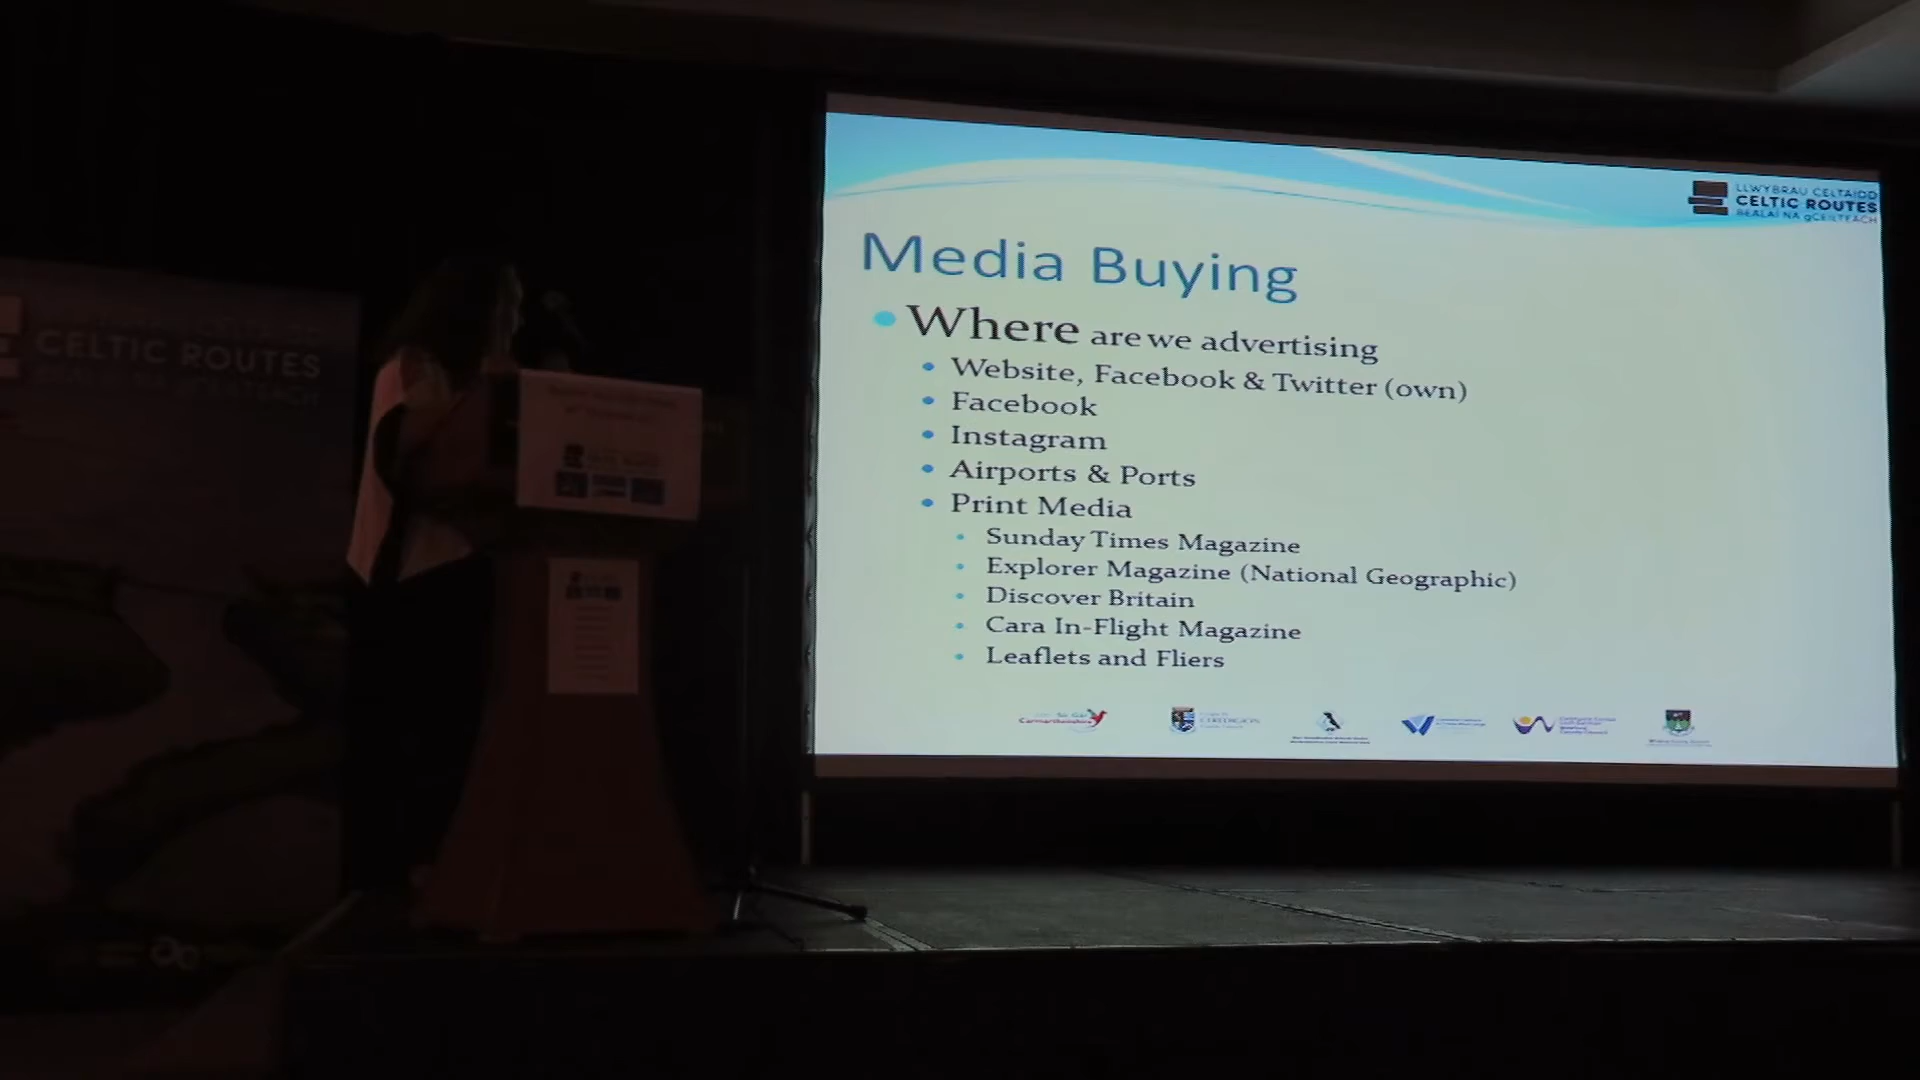 LLWYBRAU CELTAIDD
CELTIC ROUTES
BEALAÍ NA gCEILTEACH
Media Buying
Where are we advertising
Website, Facebook & Twitter (own)
Facebook
Instagram
Airports & Ports
Print Media
Sunday Times Magazine
Explorer Magazine (National Geographic)
Discover Britain
Cara In-Flight Magazine
Leaflets and Fliers
Carmarthenshire
CELTIC ROUTES